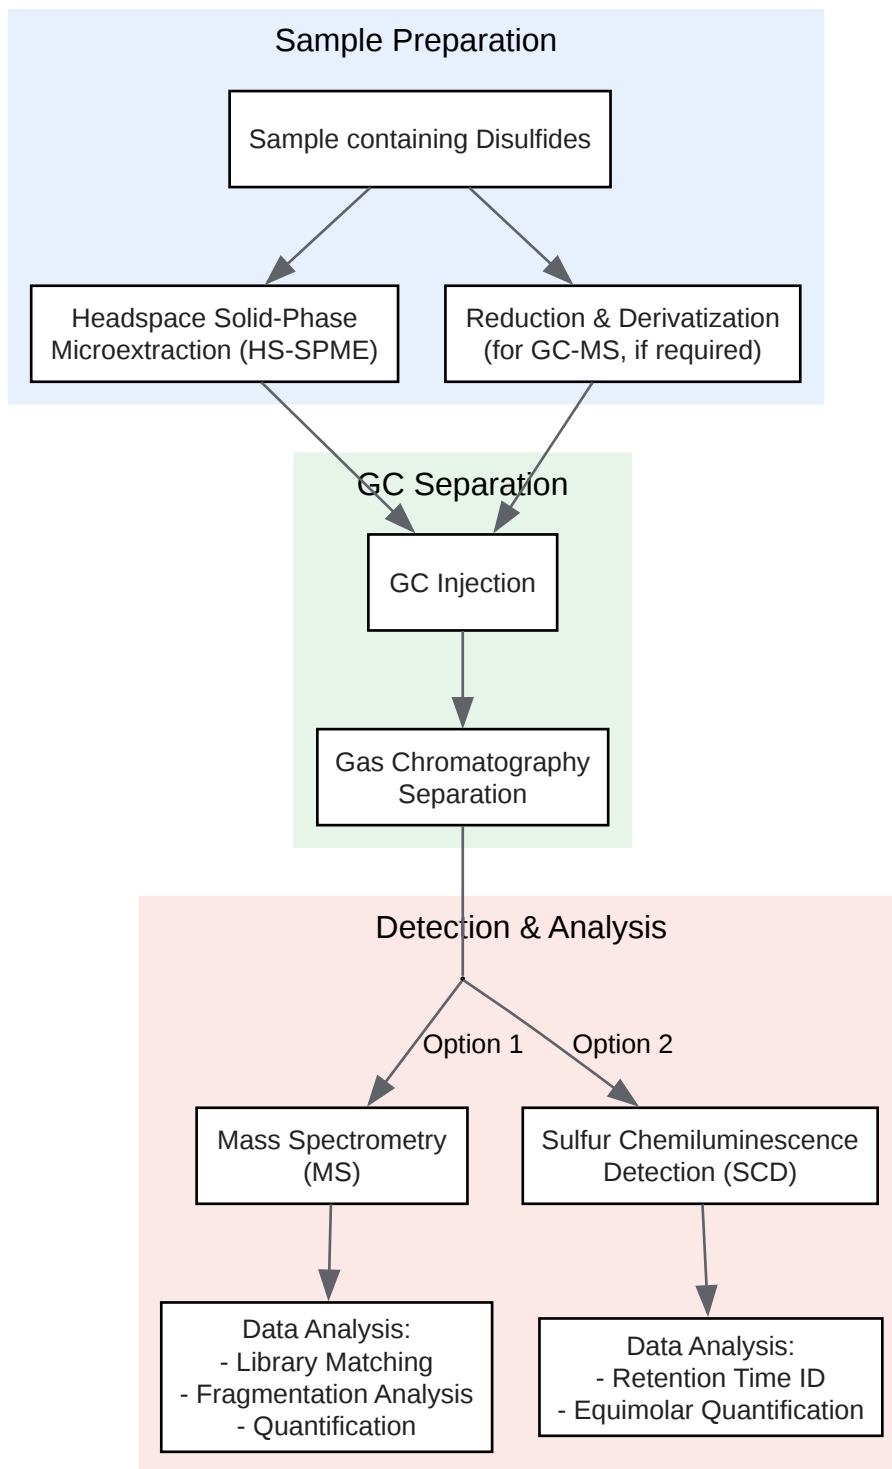 Sample Preparation
Sample containing Disulfides
Headspace Solid-Phase
Microextraction (HS-SPME)
Reduction & Derivatization
(for GC-MS, if required)
GC Separation
GC Injection
Gas Chromatography
Separation
Detection & Analysis
Option 1
Option 2
Mass Spectrometry
(MS)
Sulfur Chemiluminescence
Detection (SCD)
Data Analysis:
- Library Matching
- Fragmentation Analysis
- Quantification
Data Analysis:
- Retention Time ID
- Equimolar Quantification